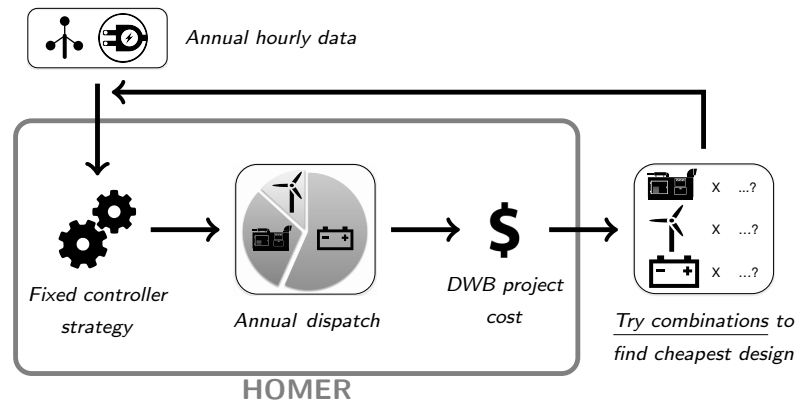 Annual hourly data
X ...?
X ...?
X ...?
$
Fixed controller
strategy
Annual dispatch
DWB project
cost
Try combinations to
find cheapest design
HOMER